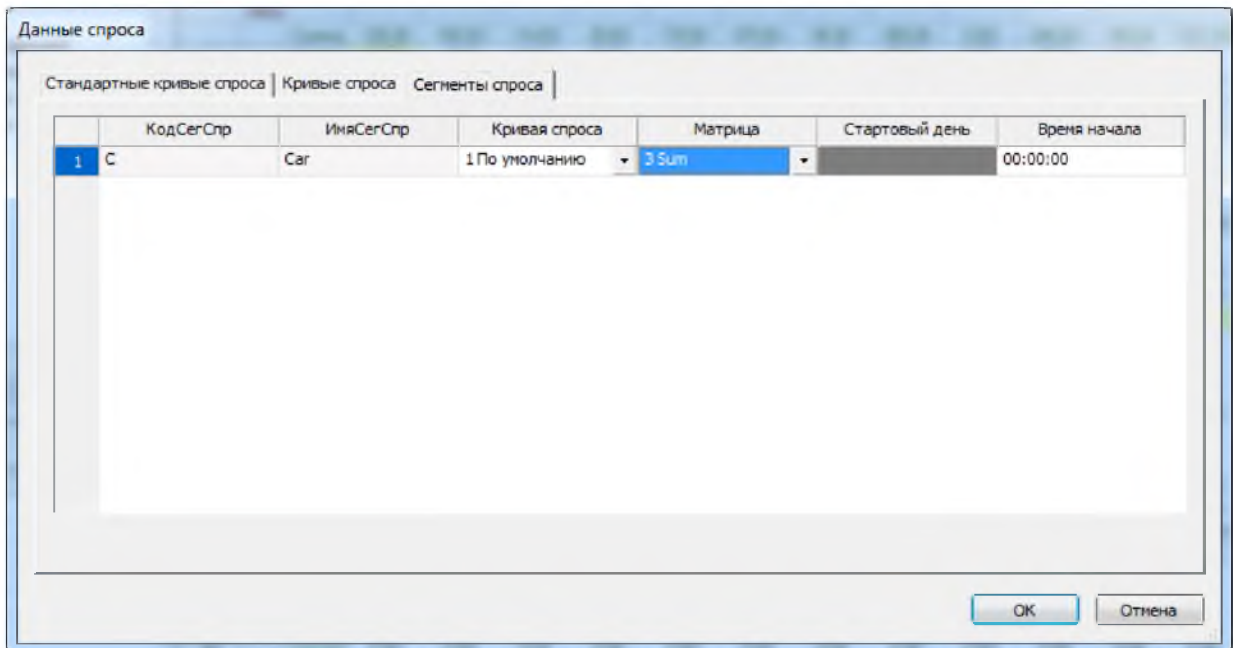 Данные спроса
Стандартные кривые спроса Кривые спроса Сегменты спроса
КодСегСпр ИмяСегСпр Кривая спроса Матрица Стартовый день Время начала
1 C Car 1 По умолчанию 3 Sum 00:00:00
OK Отмена